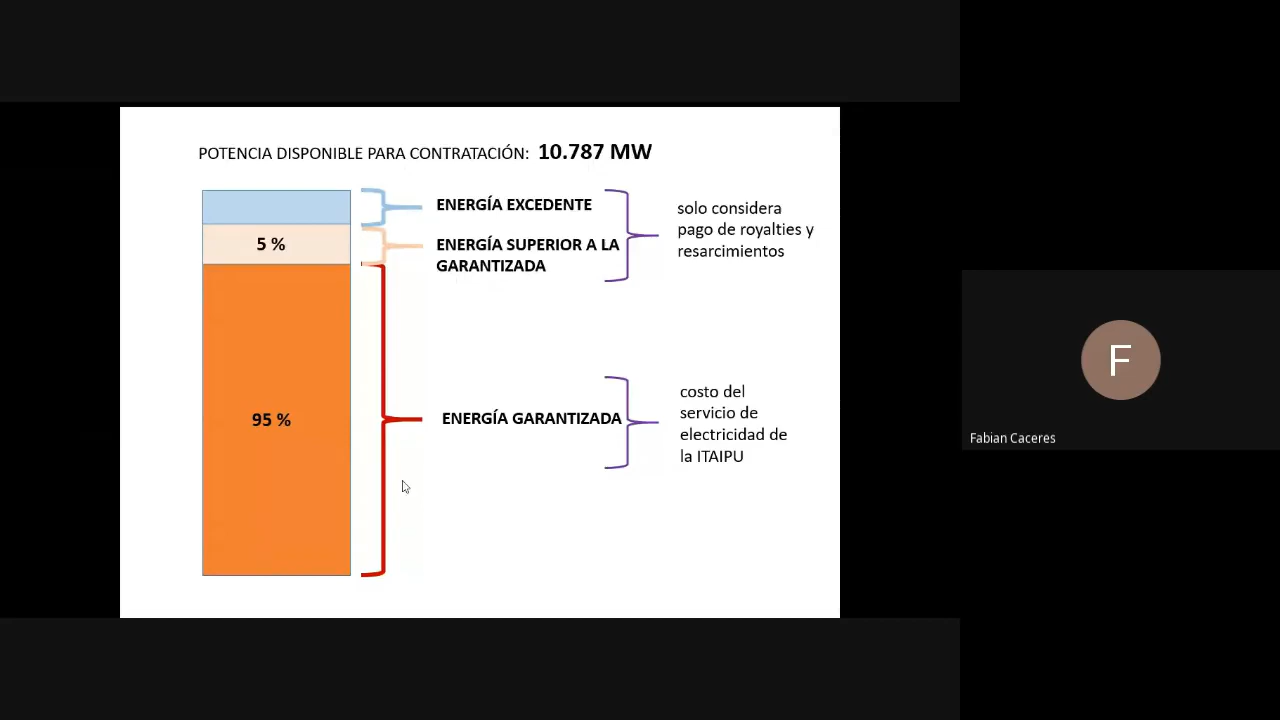 POTENCIA DISPONIBLE PARA CONTRATACIÓN: 10.787 MW
ENERGÍA EXCEDENTE
solo considera
pago de royalties y
resarcimientos
5 %
ENERGÍA SUPERIOR A LA
GARANTIZADA
95 %
ENERGÍA GARANTIZADA
costo del
servicio de
electricidad de
la ITAIPU
F
Fabian Caceres